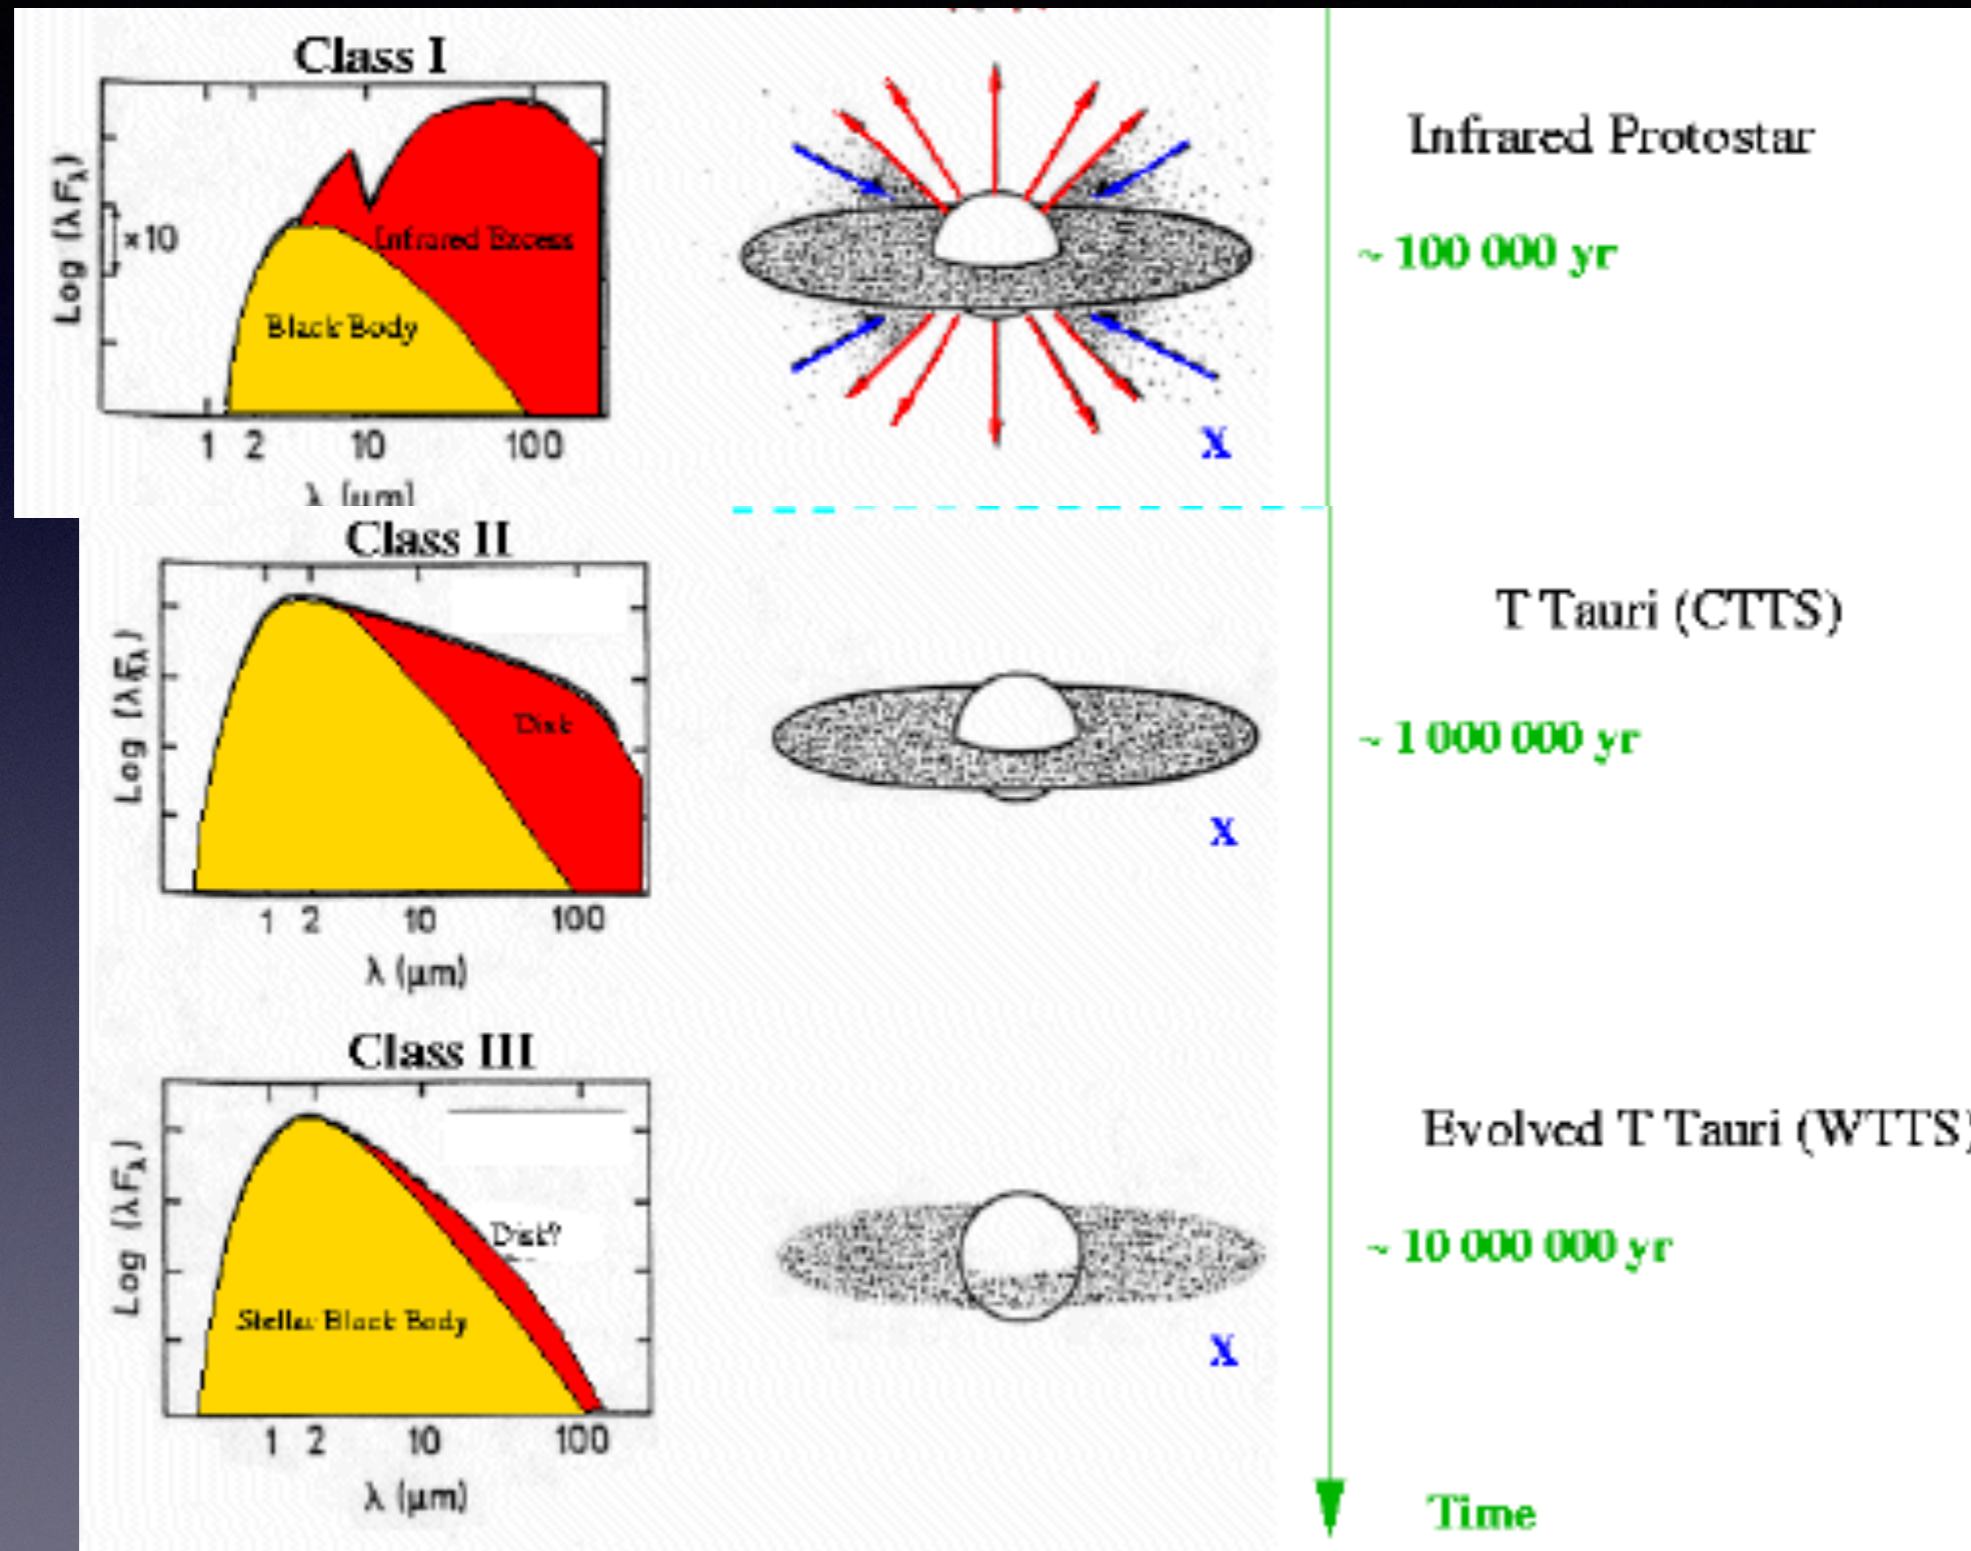 Class I
Log (λF_λ)
×10
Infrared Excess
Black Body
1 2 10 100
λ (μm)
X
Infrared Protostar
~ 100 000 yr
Class II
Log (λF_λ)
Disk
1 2 10 100
λ (μm)
X
T Tauri (CTTS)
~ 1 000 000 yr
Class III
Log (λF_λ)
Disk?
Stellar Black Body
1 2 10 100
λ (μm)
X
Evolved T Tauri (WTTS)
~ 10 000 000 yr
Time